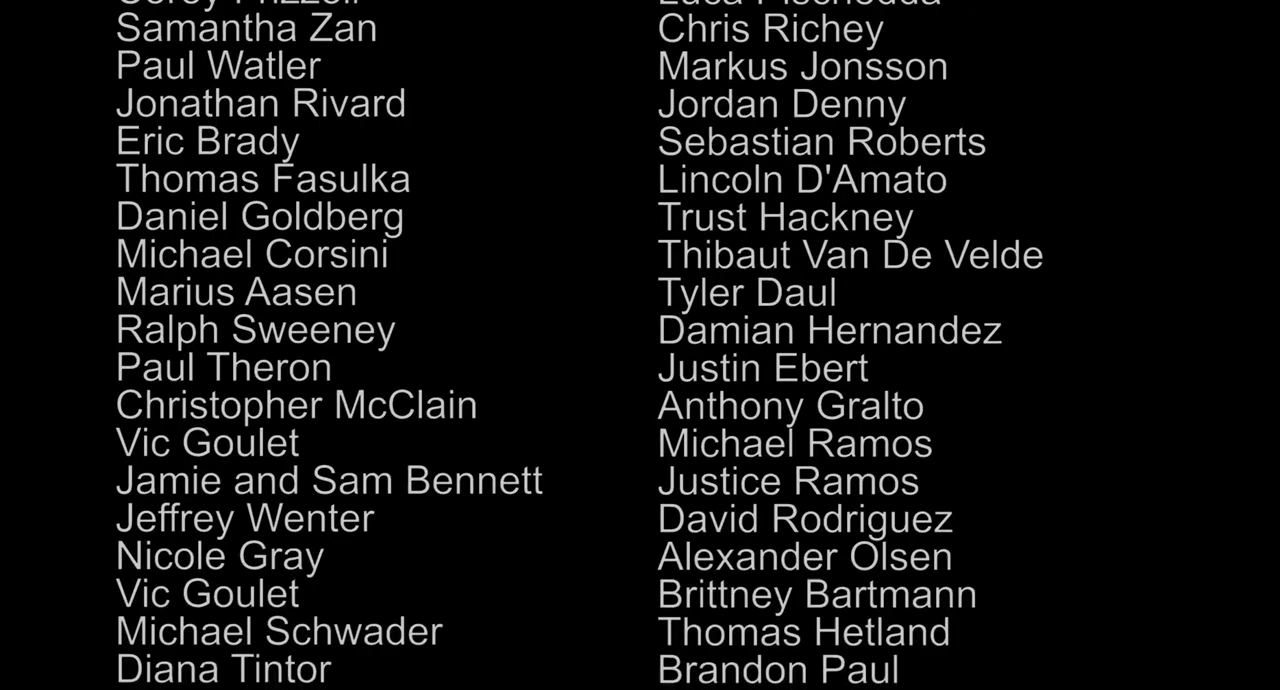 Samantha Zan
Paul Watler
Jonathan Rivard
Eric Brady
Thomas Fasulka
Daniel Goldberg
Michael Corsini
Marius Aasen
Ralph Sweeney
Paul Theron
Christopher McClain
Vic Goulet
Jamie and Sam Bennett
Jeffrey Wenter
Nicole Gray
Vic Goulet
Michael Schwader
Diana Tintor
Chris Richey
Markus Jonsson
Jordan Denny
Sebastian Roberts
Lincoln D'Amato
Trust Hackney
Thibaut Van De Velde
Tyler Daul
Damian Hernandez
Justin Ebert
Anthony Gralto
Michael Ramos
Justice Ramos
David Rodriguez
Alexander Olsen
Brittney Bartmann
Thomas Hetland
Brandon Paul